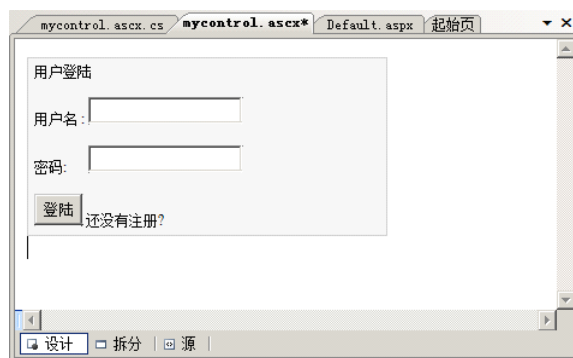 mycontrol.ascx.cs mycontrol.ascx* Default.aspx 起始页
用户登陆
用户名:
密码:
登陆 还没有注册?
设计 拆分 源